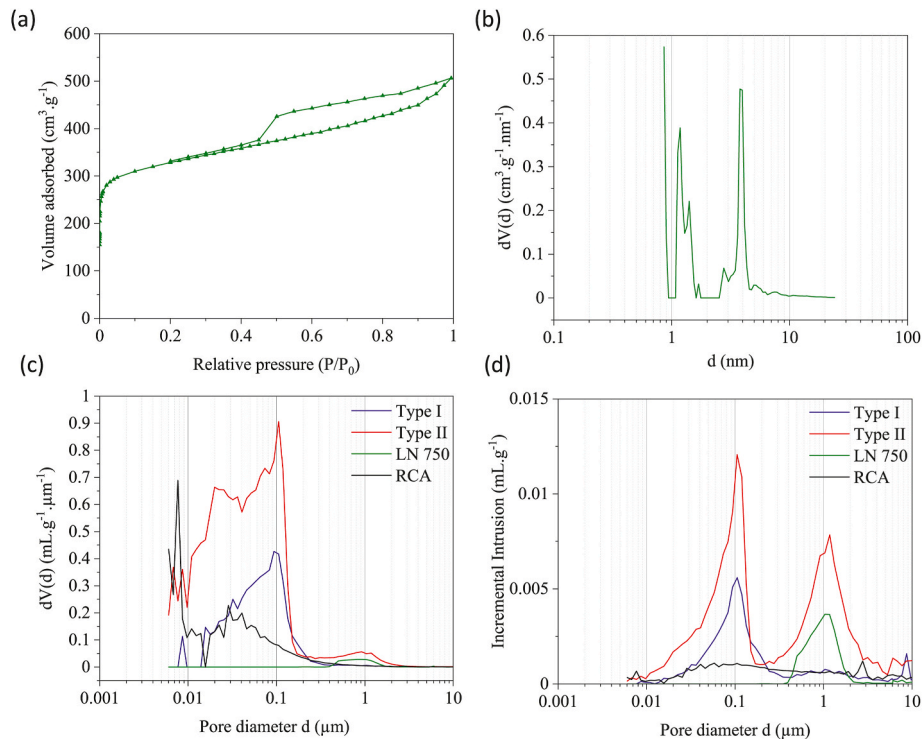 (a)
600
500
400
300
200
100
0
Volume adsorbed (cm³.g⁻¹)
0
0.2
0.4
0.6
0.8
1
Relative pressure (P/P₀)
(b)
0.6
0.5
0.4
0.3
0.2
0.1
0
dV(d) (cm³.g⁻¹.nm⁻¹)
0.1
1
10
100
d (nm)
(c)
1
0.9
0.8
0.7
0.6
0.5
0.4
0.3
0.2
0.1
0
dV(d) (mL.g⁻¹.µm⁻¹)
Type I
Type II
LN 750
RCA
0.001
0.01
0.1
1
10
Pore diameter d (µm)
(d)
0.015
0.01
0.005
0
Incremental Intrusion (mL.g⁻¹)
Type I
Type II
LN 750
RCA
0.001
0.01
0.1
1
10
Pore diameter d (µm)